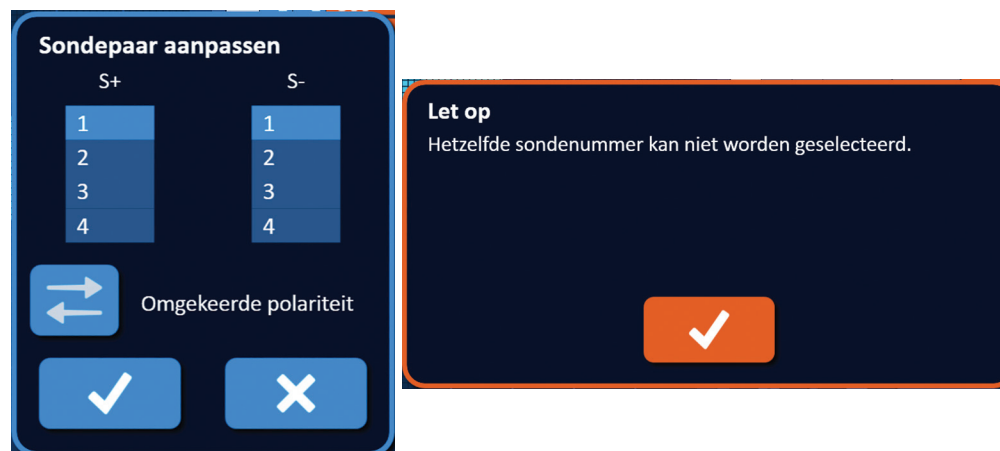 Sondepaar aanpassen
S+ S-
1 1
2 2
3 3
4 4
Omgekeerde polariteit
Let op
Hetzelfde sondenummer kan niet worden geselecteerd.